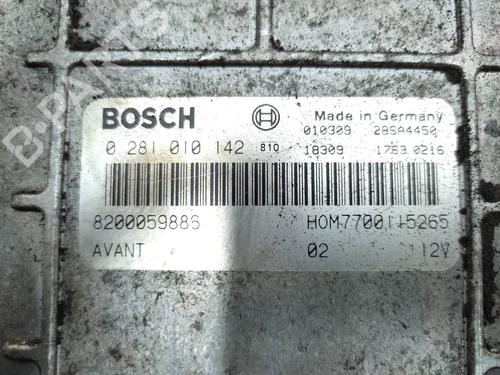 BOSCH
Made in Germany
010309 28SA4450
0 281 010 142 810 18309 1763 0216
8200059886 HOM7700115265
AVANT 02 12V
B-PARTS